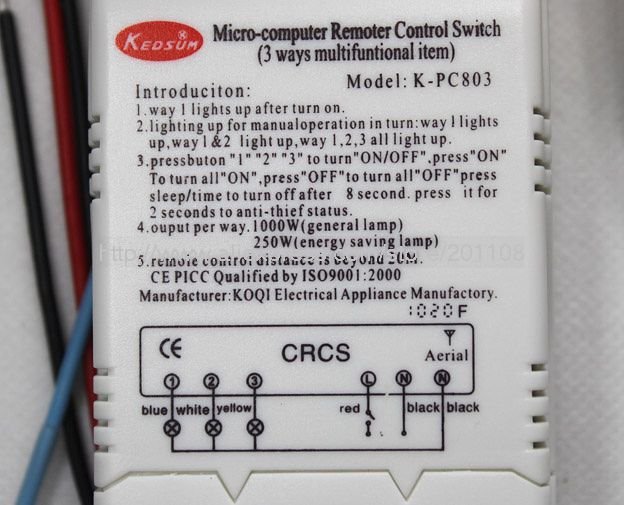 KEDSUM
Micro-computer Remoter Control Switch
(3 ways multifuntional item)
Model: K-PC803
Introduciton:
1.way 1 lights up after turn on.
2.lighting up for manualoperation in turn:way 1 lights
up,way 1&2 light up,way 1,2,3 all light up.
3.pressbuton "1" "2" "3" to turn"ON/OFF",press"ON"
To turn all"ON",press"OFF"to turn all"OFF"press
sleep/time to turn off after 8 second. press it for
2 seconds to anti-thief status.
4.ouput per way. 1000W(general lamp)
250W(energy saving lamp)
5.remote control distances is beyond 20M.
CE PICC Qualified by ISO9001:2000
Manufacturer:KOQI Electrical Appliance Manufactory.
1020F
CE
CRCS
Aerial
1 2 3 L N N
blue white yellow red black black